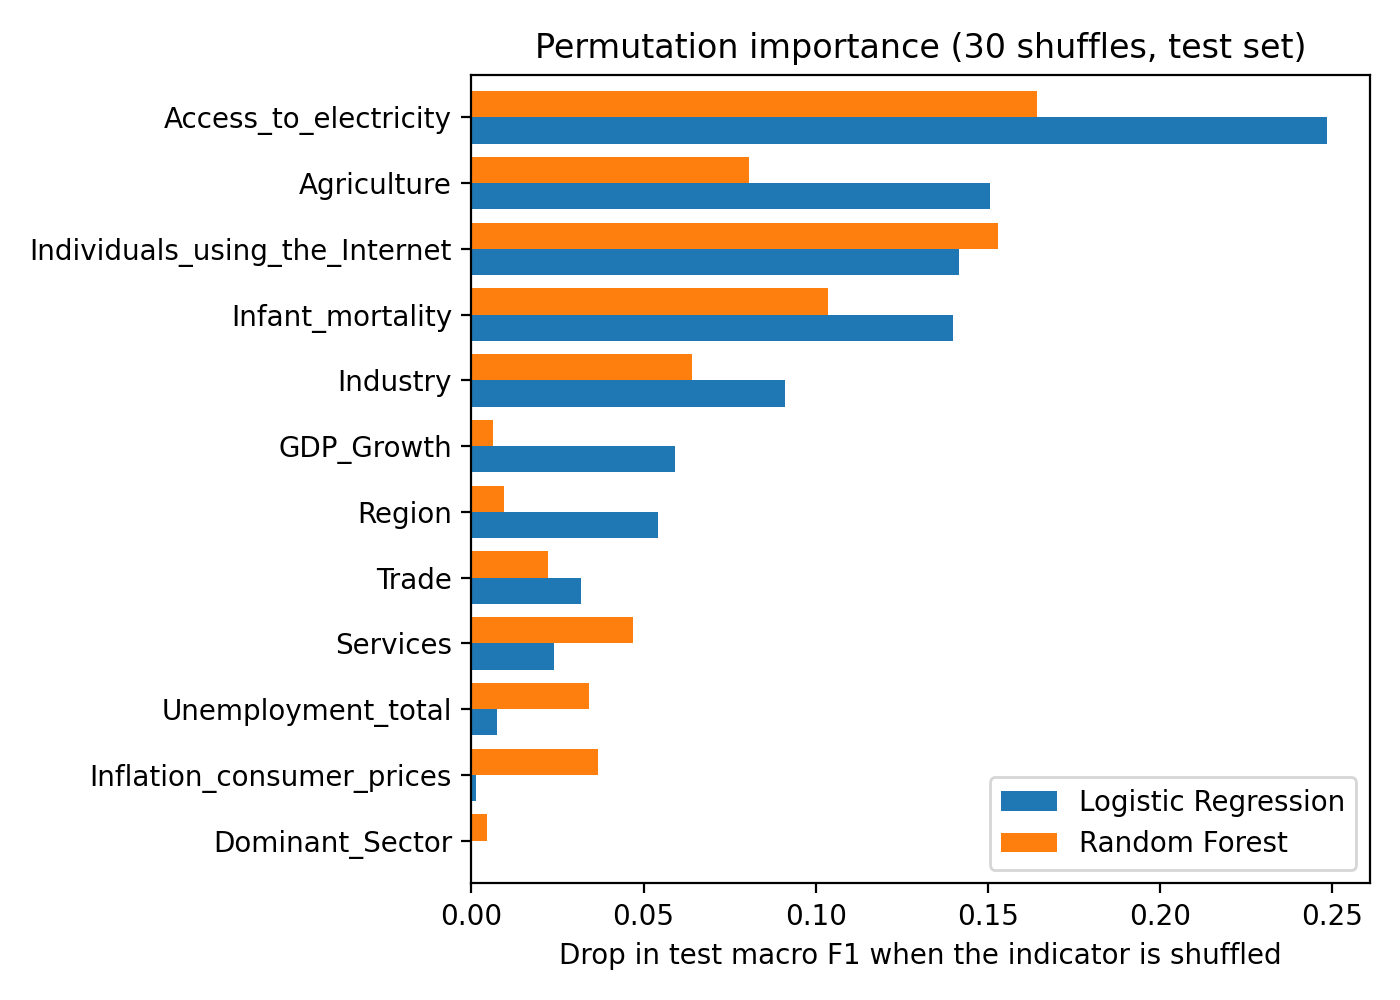 Permutation importance (30 shuffles, test set)
Access_to_electricity
Agriculture
Individuals_using_the_Internet
Infant_mortality
Industry
GDP_Growth
Region
Trade
Services
Unemployment_total
Inflation_consumer_prices
Dominant_Sector
Logistic Regression
Random Forest
0.00 0.05 0.10 0.15 0.20 0.25
Drop in test macro F1 when the indicator is shuffled